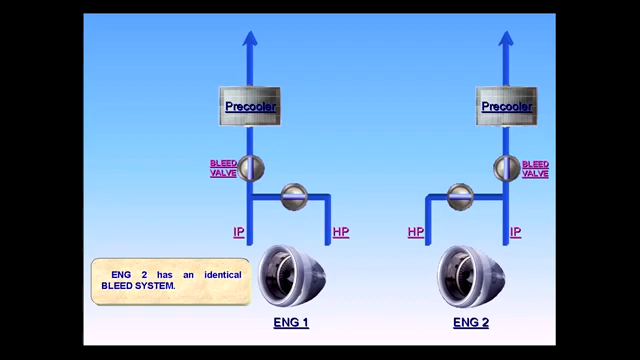 Precooler
Precooler
BLEED
VALVE
BLEED
VALVE
IP
HP
HP
IP
ENG 2 has an identical
BLEED SYSTEM.
ENG 1
ENG 2